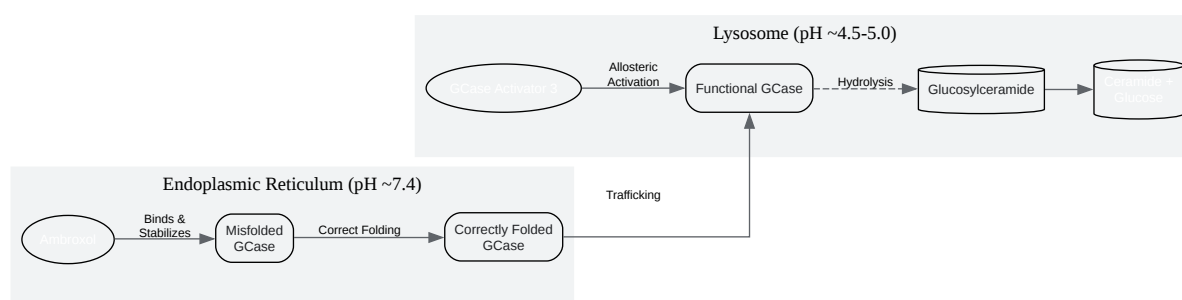 Lysosome (pH ~4.5-5.0)
GCase Activator 3
Allosteric
Activation
Functional GCase
Hydrolysis
Glucosylceramide
Ceramide +
Glucose
Trafficking
Endoplasmic Reticulum (pH ~7.4)
Ambroxol
Binds &
Stabilizes
Misfolded
GCase
Correct Folding
Correctly Folded
GCase